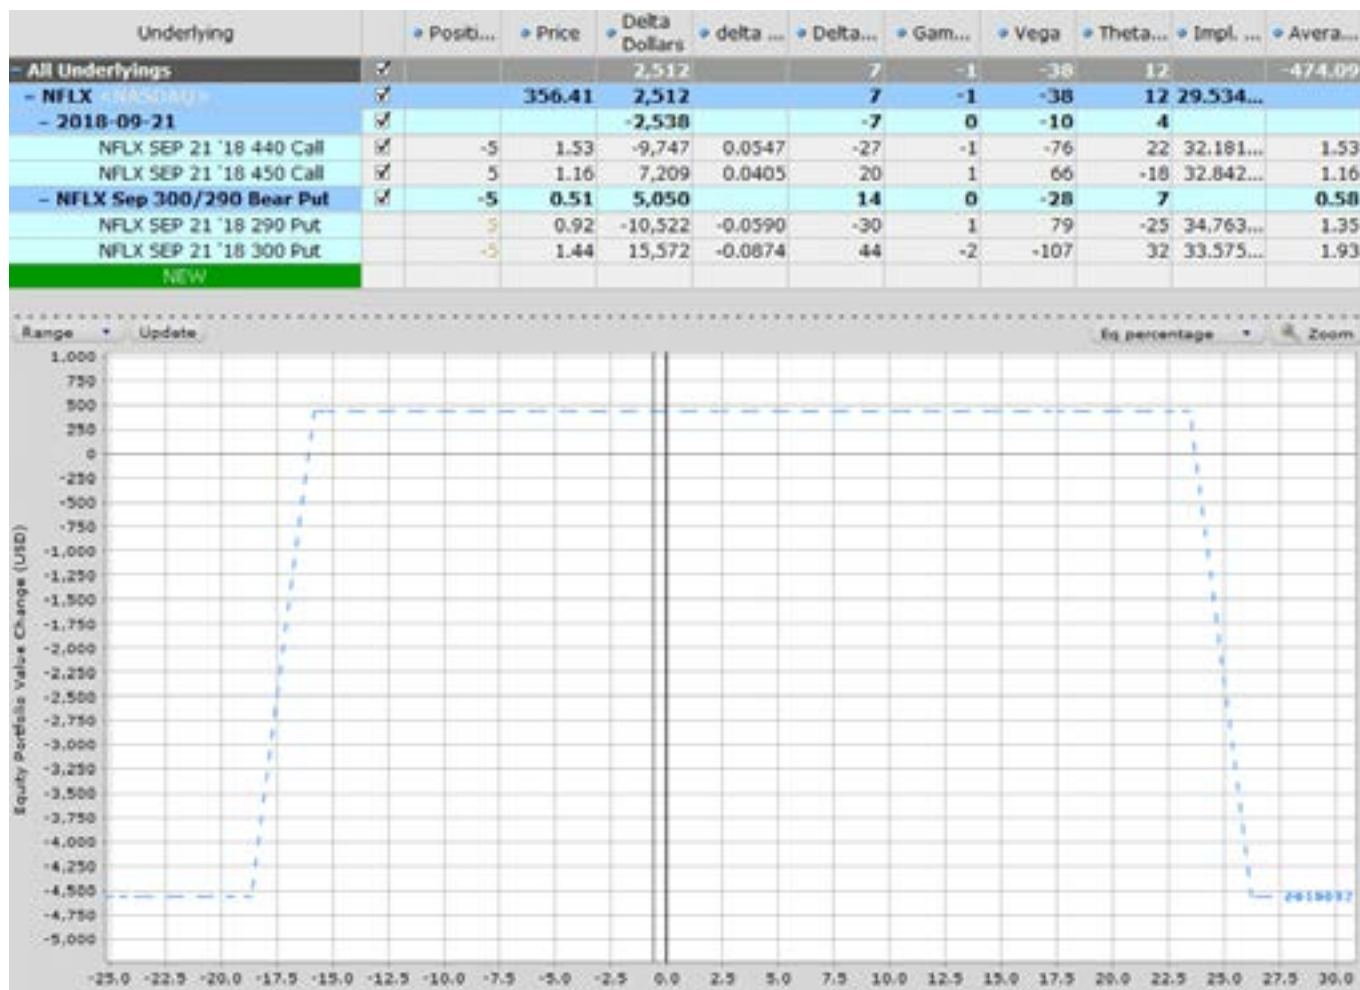 Underlying Positi... Price Delta Dollars delta ... Delta... Gam... Vega Theta... Impl. ... Avera...
- All Underlyings 2,512 7 -1 -38 12 -474.09
- NFLX <NASDAQ> 356.41 2,512 7 -1 -38 12 29.534...
- 2018-09-21 -2,538 -7 0 -10 4
NFLX SEP 21 '18 440 Call -5 1.53 -9,747 0.0547 -27 -1 -76 22 32.181... 1.53
NFLX SEP 21 '18 450 Call 5 1.16 7,209 0.0405 20 1 66 -18 32.842... 1.16
- NFLX Sep 300/290 Bear Put -5 0.51 5,050 14 0 -28 7 0.58
NFLX SEP 21 '18 290 Put 5 0.92 -10,522 -0.0590 -30 1 79 -25 34.763... 1.35
NFLX SEP 21 '18 300 Put -5 1.44 15,572 -0.0874 44 -2 -107 32 33.575... 1.93
NEW
Range Update Eq percentage Zoom
1,000
750
500
250
0
-250
-500
-750
-1,000
-1,250
-1,500
-1,750
-2,000
-2,250
-2,500
-2,750
-3,000
-3,250
-3,500
-3,750
-4,000
-4,250
-4,500
-4,750
-5,000
Equity Portfolio Value Change (USD)
-25.0 -22.5 -20.0 -17.5 -15.0 -12.5 -10.0 -7.5 -5.0 -2.5 0.0 2.5 5.0 7.5 10.0 12.5 15.0 17.5 20.0 22.5 25.0 27.5 30.0